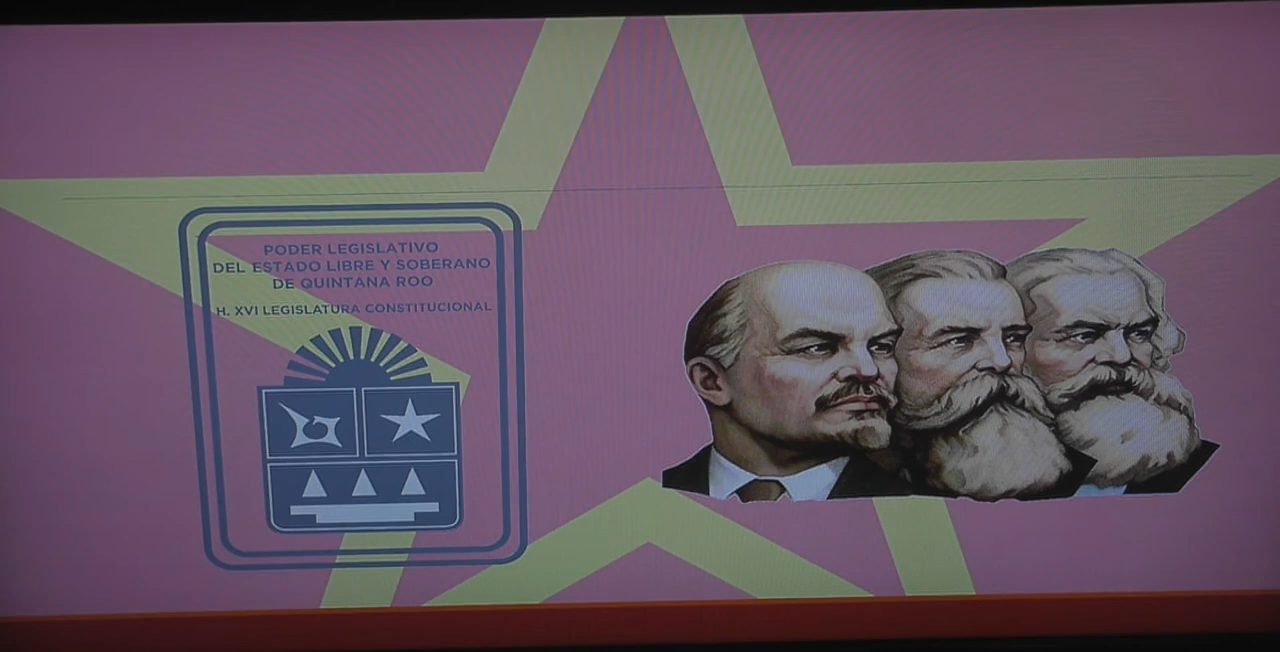 PODER LEGISLATIVO
DEL ESTADO LIBRE Y SOBERANO
DE QUINTANA ROO
H. XVI LEGISLATURA CONSTITUCIONAL